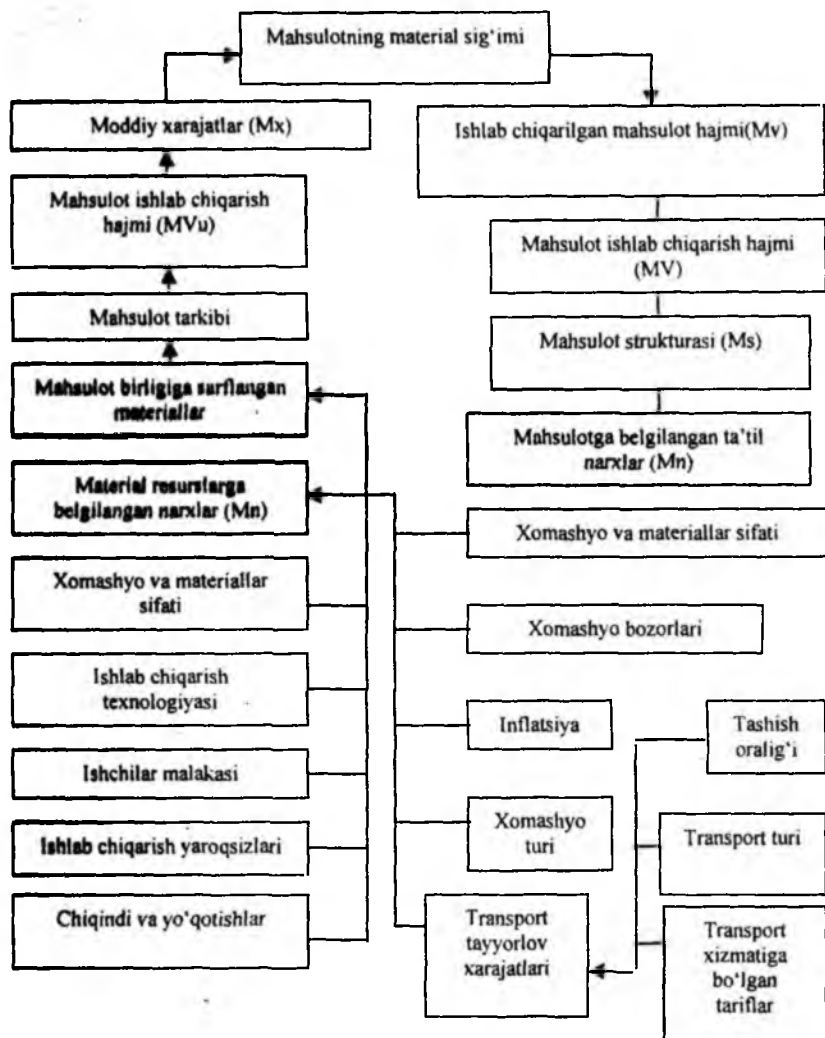 Mahsulotning material sig‘imi
Moddiy xarajatlar (Mx)
Mahsulot ishlab chiqarish
hajmi (MVu)
Mahsulot tarkibi
Mahsulot birligiga sarflangan
materiallar
Material resurslarga
belgilangan narxlar (Mn)
Xomashyo va materiallar
sifati
Ishlab chiqarish
texnologiyasi
Ishchilar malakasi
Ishlab chiqarish yaroqsizlari
Chiqindi va yo‘qotishlar
Ishlab chiqarilgan mahsulot hajmi(Mv)
Mahsulot ishlab chiqarish hajmi
(MV)
Mahsulot strukturasi (Ms)
Mahsulotga belgilangan ta’til
narxlar (Mn)
Xomashyo va materiallar sifati
Xomashyo bozorlari
Inflatsiya
Xomashyo
turi
Transport
tayyorlov
xarajatlari
Tashish
oralig‘i
Transport turi
Transport
xizmatiga
bo‘lgan
tariflar